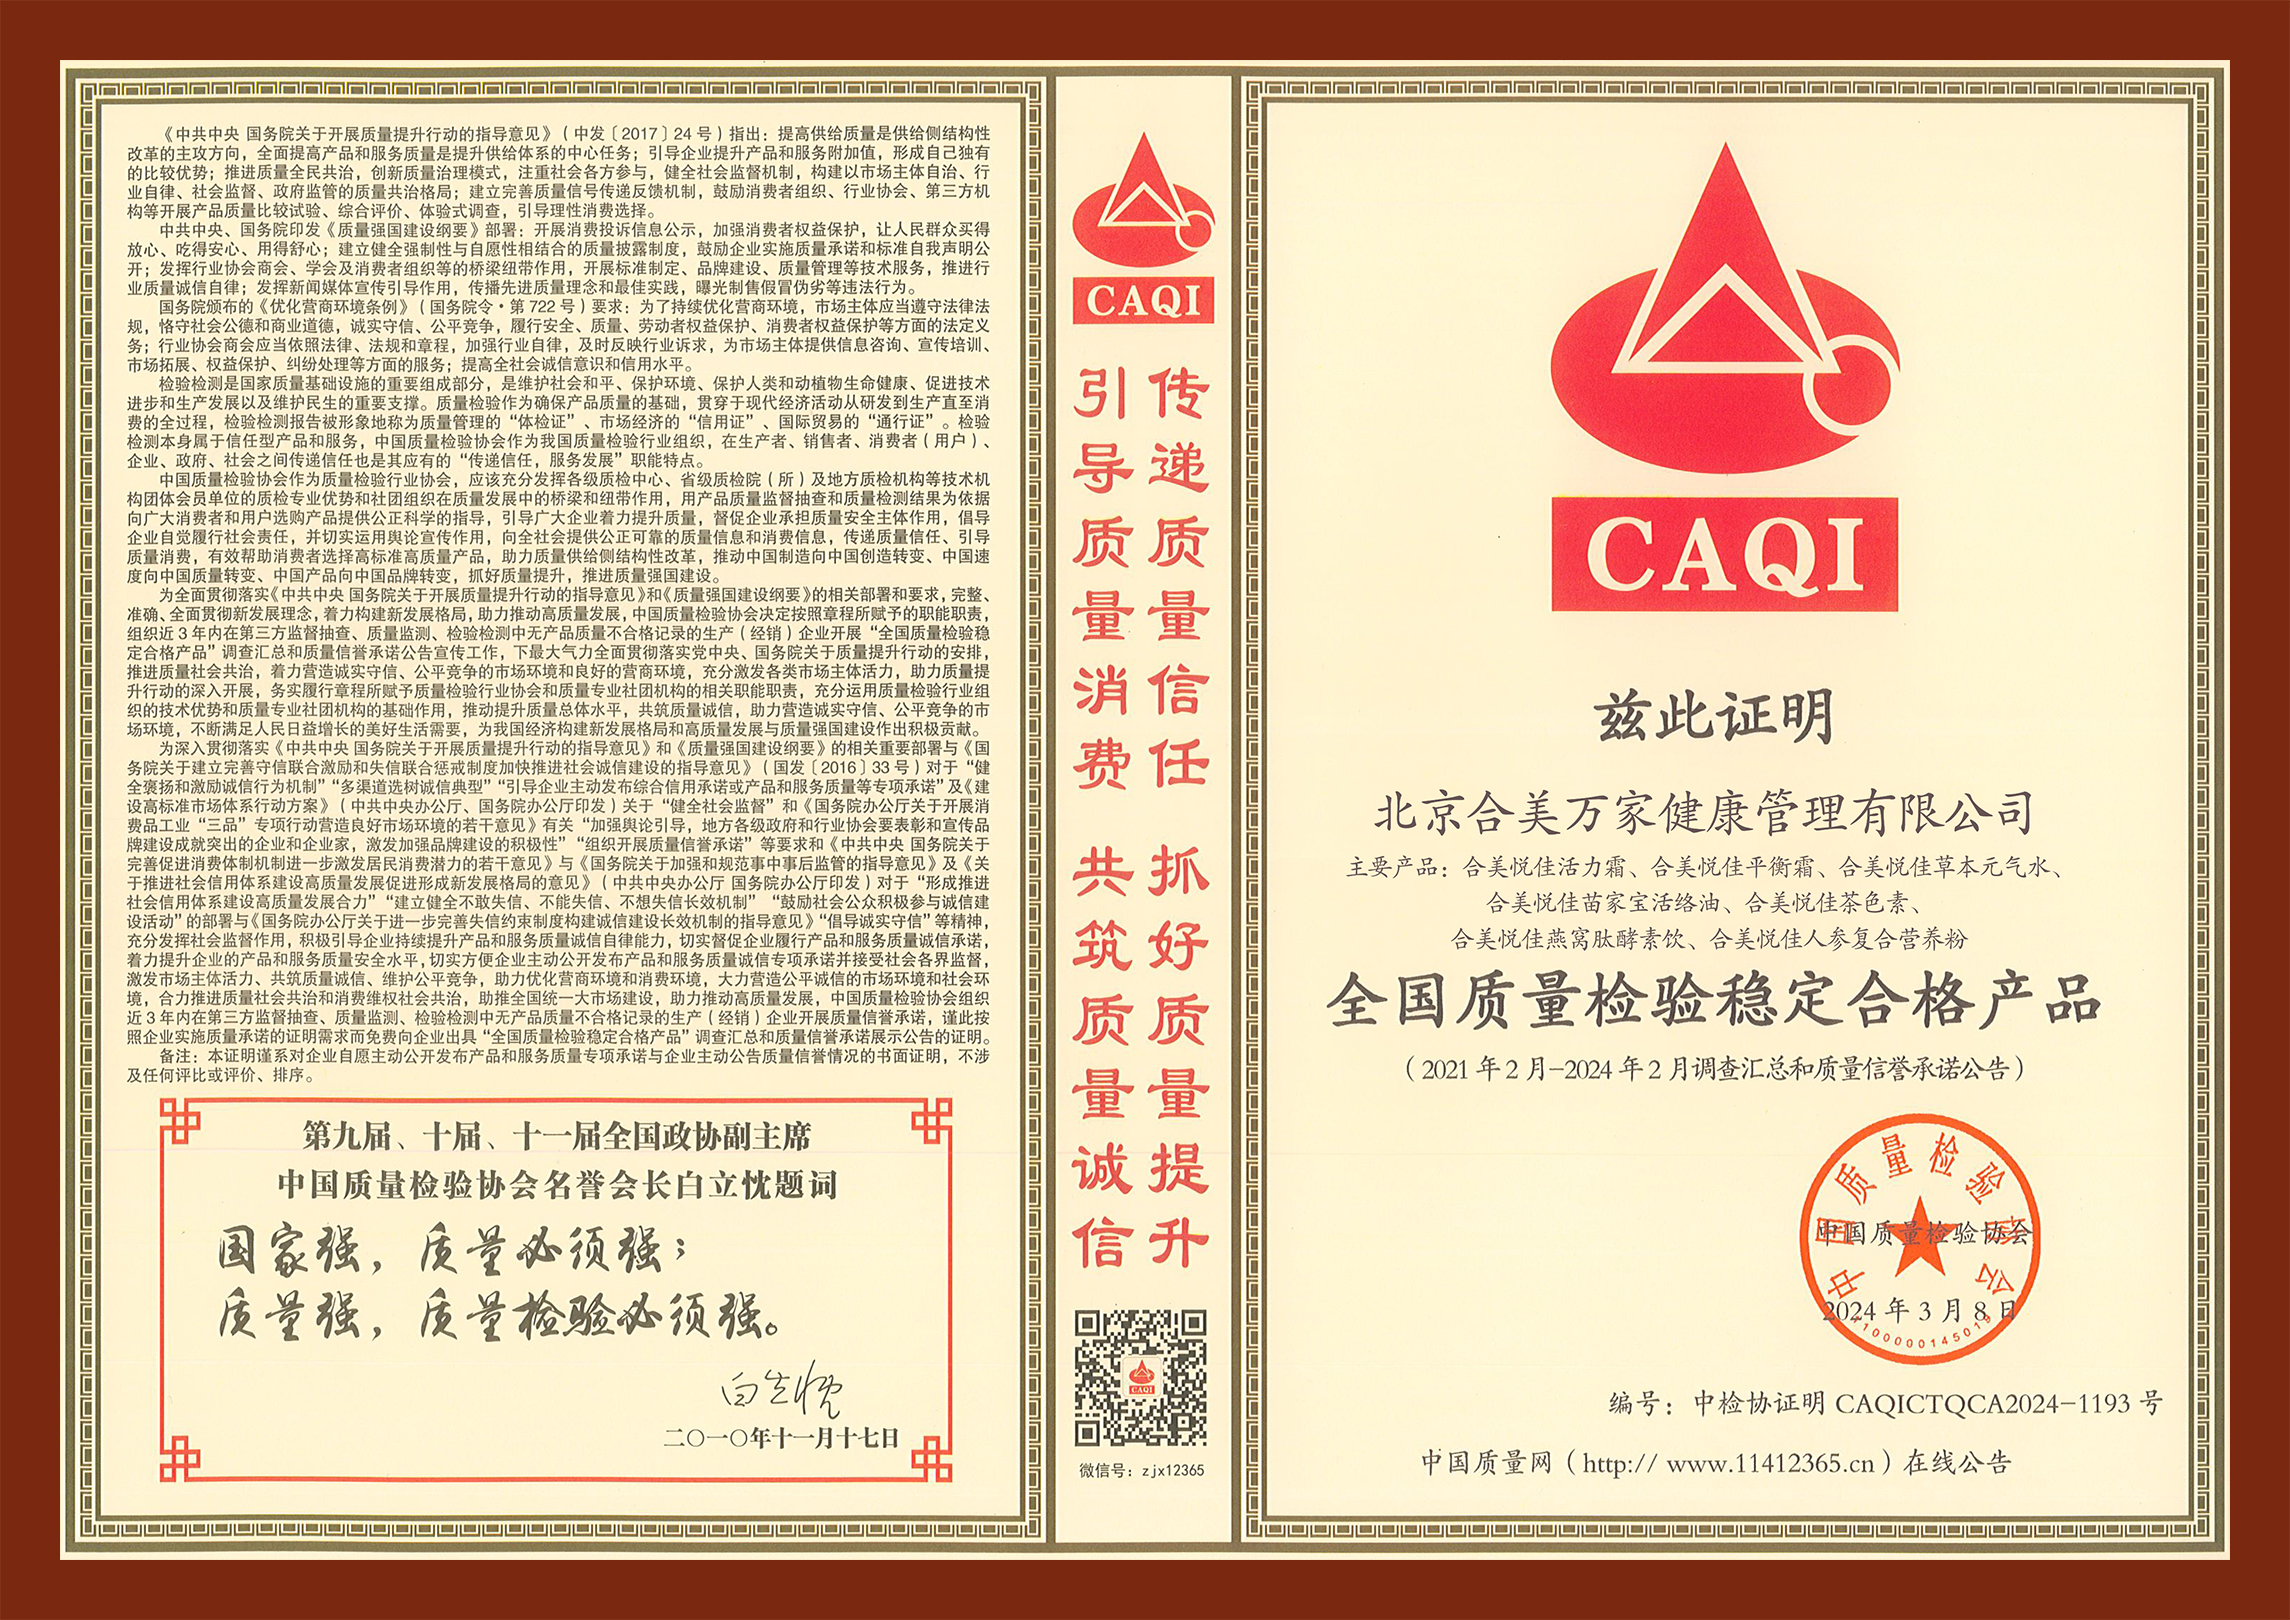 《中共中央 国务院关于开展质量提升行动的指导意见》（中发〔2017〕24号）指出：提高供给质量是供给侧结构性
改革的主攻方向，全面提高产品和服务质量是提升供给体系的中心任务；引导企业提升产品和服务附加值，形成自己独有
的比较优势；推进质量全民共治，创新质量治理模式，注重社会各方参与，健全社会监督机制，构建以市场主体自治、行
业自律、社会监督、政府监管的质量共治格局；建立完善质量信号传递反馈机制，鼓励消费者组织、行业协会、第三方机
构等开展产品质量比较试验、综合评价、体验式调查，引导理性消费选择。
中共中央、国务院印发《质量强国建设纲要》部署：开展消费投诉信息公示，加强消费者权益保护，让人民群众买得
放心、吃得安心、用得舒心；建立健全强制性与自愿性相结合的质量披露制度，鼓励企业实施质量承诺和标准自我声明公
开；发挥行业协会商会、学会及消费者组织等的桥梁纽带作用，开展标准制定、品牌建设、质量管理等技术服务，推进行
业质量诚信自律；发挥新闻媒体宣传引导作用，传播先进质量理念和最佳实践，曝光制售假冒伪劣等违法行为。
国务院颁布的《优化营商环境条例》（国务院令·第722号）要求：为了持续优化营商环境，市场主体应当遵守法律法
规，恪守社会公德和商业道德，诚实守信、公平竞争，履行安全、质量、劳动者权益保护、消费者权益保护等方面的法定义
务；行业协会商会应当依照法律、法规和章程，加强行业自律，及时反映行业诉求，为市场主体提供信息咨询、宣传培训、
市场拓展、权益保护、纠纷处理等方面的服务；提高全社会诚信意识和信用水平。
检验检测是国家质量基础设施的重要组成部分，是维护社会和平、保护环境、保护人类和动植物生命健康、促进技术
进步和生产发展以及维护民生的重要支撑。质量检验作为确保产品质量的基础，贯穿于现代经济活动从研发到生产直至消
费的全过程，检验检测报告被形象地称为质量管理的“体检证”、市场经济的“信用证”、国际贸易的“通行证”。检验
检测本身属于信任型产品和服务，中国质量检验协会作为我国质量检验行业组织，在生产者、销售者、消费者（用户）、
企业、政府、社会之间传递信任也是其应有的“传递信任，服务发展”职能特点。
中国质量检验协会作为质量检验行业协会，应该充分发挥各级质检中心、省级质检院（所）及地方质检机构等技术机
构团体会员单位的质检专业优势和社团组织在质量发展中的桥梁和纽带作用，用产品质量监督抽查和质量检测结果为依据
向广大消费者和用户选购产品提供公正科学的指导，引导广大企业着力提升质量，督促企业承担质量安全主体作用，倡导
企业自觉履行社会责任，并切实运用舆论宣传作用，向全社会提供公正可靠的质量信息和消费信息，传递质量信任、引导
质量消费，有效帮助消费者选择高标准高质量产品，助力质量供给侧结构性改革，推动中国制造向中国创造转变、中国速
度向中国质量转变、中国产品向中国品牌转变，抓好质量提升，推进质量强国建设。
为全面贯彻落实《中共中央 国务院关于开展质量提升行动的指导意见》和《质量强国建设纲要》的相关部署和要求，完整、
准确、全面贯彻新发展理念，着力构建新发展格局，助力推动高质量发展，中国质量检验协会决定按照章程所赋予的职能职责，
组织近3年内在第三方监督抽查、质量监测、检验检测中无产品质量不合格记录的生产（经销）企业开展“全国质量检验稳
定合格产品”调查汇总和质量信誉承诺公告宣传工作，下最大气力全面贯彻落实党中央、国务院关于质量提升行动的安排，
推进质量社会共治，着力营造诚实守信、公平竞争的市场环境和良好的营商环境，充分激发各类市场主体活力，助力质量提
升行动的深入开展，务实履行章程所赋予质量检验行业协会和质量专业社团机构的相关职能职责，充分运用质量检验行业组
织的技术优势和质量专业社团机构的基础作用，推动提升质量总体水平，共筑质量诚信，助力营造诚实守信、公平竞争的市
场环境，不断满足人民日益增长的美好生活需要，为我国经济构建新发展格局和高质量发展与质量强国建设作出积极贡献。
为深入贯彻落实《中共中央 国务院关于开展质量提升行动的指导意见》和《质量强国建设纲要》的相关重要部署与《国
务院关于建立完善守信联合激励和失信联合惩戒制度加快推进社会诚信建设的指导意见》（国发〔2016〕33号）对于“健
全褒扬和激励诚信行为机制”“多渠道选树诚信典型”“引导企业主动发布综合信用承诺或产品和服务质量等专项承诺”及《建
设高标准市场体系行动方案》（中共中央办公厅、国务院办公厅印发）关于“健全社会监督”和《国务院办公厅关于开展消
费品工业“三品”专项行动营造良好市场环境的若干意见》有关“加强舆论引导，地方各级政府和行业协会要表彰和宣传品
牌建设成就突出的企业和企业家，激发加强品牌建设的积极性”“组织开展质量信誉承诺”等要求和《中共中央 国务院关于
完善促进消费体制机制进一步激发居民消费潜力的若干意见》与《国务院关于加强和规范事中事后监管的指导意见》及《关
于推进社会信用体系建设高质量发展促进形成新发展格局的意见》（中共中央办公厅 国务院办公厅印发）对于“形成推进
社会信用体系建设高质量发展合力”“建立健全不敢失信、不能失信、不想失信长效机制”“鼓励社会公众积极参与诚信建
设活动”的部署与《国务院办公厅关于进一步完善失信约束制度构建诚信建设长效机制的指导意见》“倡导诚实守信”等精神，
充分发挥社会监督作用，积极引导企业持续提升产品和服务质量诚信自律能力，切实督促企业履行产品和服务质量诚信承诺，
着力提升企业的产品和服务质量安全水平，切实方便企业主动公开发布产品和服务质量诚信专项承诺并接受社会各界监督，
激发市场主体活力、共筑质量诚信、维护公平竞争，助力优化营商环境和消费环境，大力营造公平诚信的市场环境和社会环
境，合力推进质量社会共治和消费维权社会共治，助推全国统一大市场建设，助力推动高质量发展，中国质量检验协会组织
近3年内在第三方监督抽查、质量监测、检验检测中无产品质量不合格记录的生产（经销）企业开展质量信誉承诺，谨此按
照企业实施质量承诺的证明需求而免费向企业出具“全国质量检验稳定合格产品”调查汇总和质量信誉承诺展示公告的证明。
备注：本证明谨系对企业自愿主动公开发布产品和服务质量专项承诺与企业主动公告质量信誉情况的书面证明，不涉
及任何评比或评价、排序。
第九届、十届、十一届全国政协副主席
中国质量检验协会名誉会长白立忱题词
国家强，质量必须强；
质量强，质量检验必须强。
白立忱
二〇一〇年十一月十七日
CAQI
传递质量信任 抓好质量提升
引导质量消费 共筑质量诚信
CAQI
微信号：zjx12365
CAQI
兹此证明
北京合美万家健康管理有限公司
主要产品：合美悦佳活力霜、合美悦佳平衡霜、合美悦佳草本元气水、
合美悦佳苗家宝活络油、合美悦佳茶色素、
合美悦佳燕窝肽酵素饮、合美悦佳人参复合营养粉
全国质量检验稳定合格产品
（2021年2月-2024年2月调查汇总和质量信誉承诺公告）
中国质量检验协会
中国质量检验协会
2024年3月8日
1100000145019
编号：中检协证明 CAQICTQCA2024-1193 号
中国质量网（http:// www.11412365.cn）在线公告